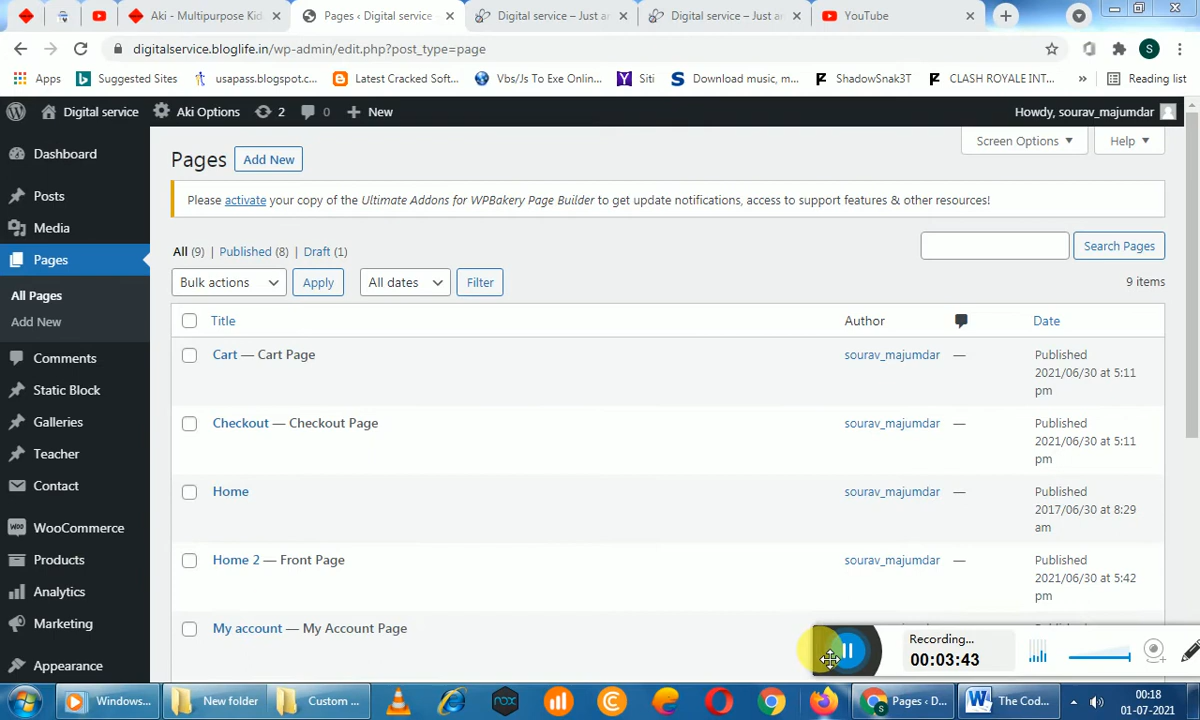 Aki - Multipurpose Kid
Pages ‹ Digital service
Digital service – Just an
Digital service – Just an
YouTube
digitalservice.bloglife.in/wp-admin/edit.php?post_type=page
S
Apps
Suggested Sites
usapass.blogspot.c...
Latest Cracked Soft...
Vbs/Js To Exe Onlin...
Siti
Download music, m...
ShadowSnak3T
CLASH ROYALE INT...
»
Reading list
Digital service
Aki Options
2
0
New
Howdy, sourav_majumdar
Dashboard
Posts
Media
Pages
All Pages
Add New
Comments
Static Block
Galleries
Teacher
Contact
WooCommerce
Products
Analytics
Marketing
Appearance
Screen Options
Help
Pages
Add New
Please activate your copy of the Ultimate Addons for WPBakery Page Builder to get update notifications, access to support features & other resources!
All (9) | Published (8) | Draft (1)
Search Pages
Bulk actions
Apply
All dates
Filter
9 items
Title
Author
Date
Cart — Cart Page
sourav_majumdar
—
Published
2021/06/30 at 5:11
pm
Checkout — Checkout Page
sourav_majumdar
—
Published
2021/06/30 at 5:11
pm
Home
sourav_majumdar
—
Published
2017/06/30 at 8:29
am
Home 2 — Front Page
sourav_majumdar
—
Published
2021/06/30 at 5:42
pm
My account — My Account Page
Recording...
00:03:43
Windows...
New folder
Custom ...
nox
Pages ‹ D...
The Cod...
00:18
01-07-2021